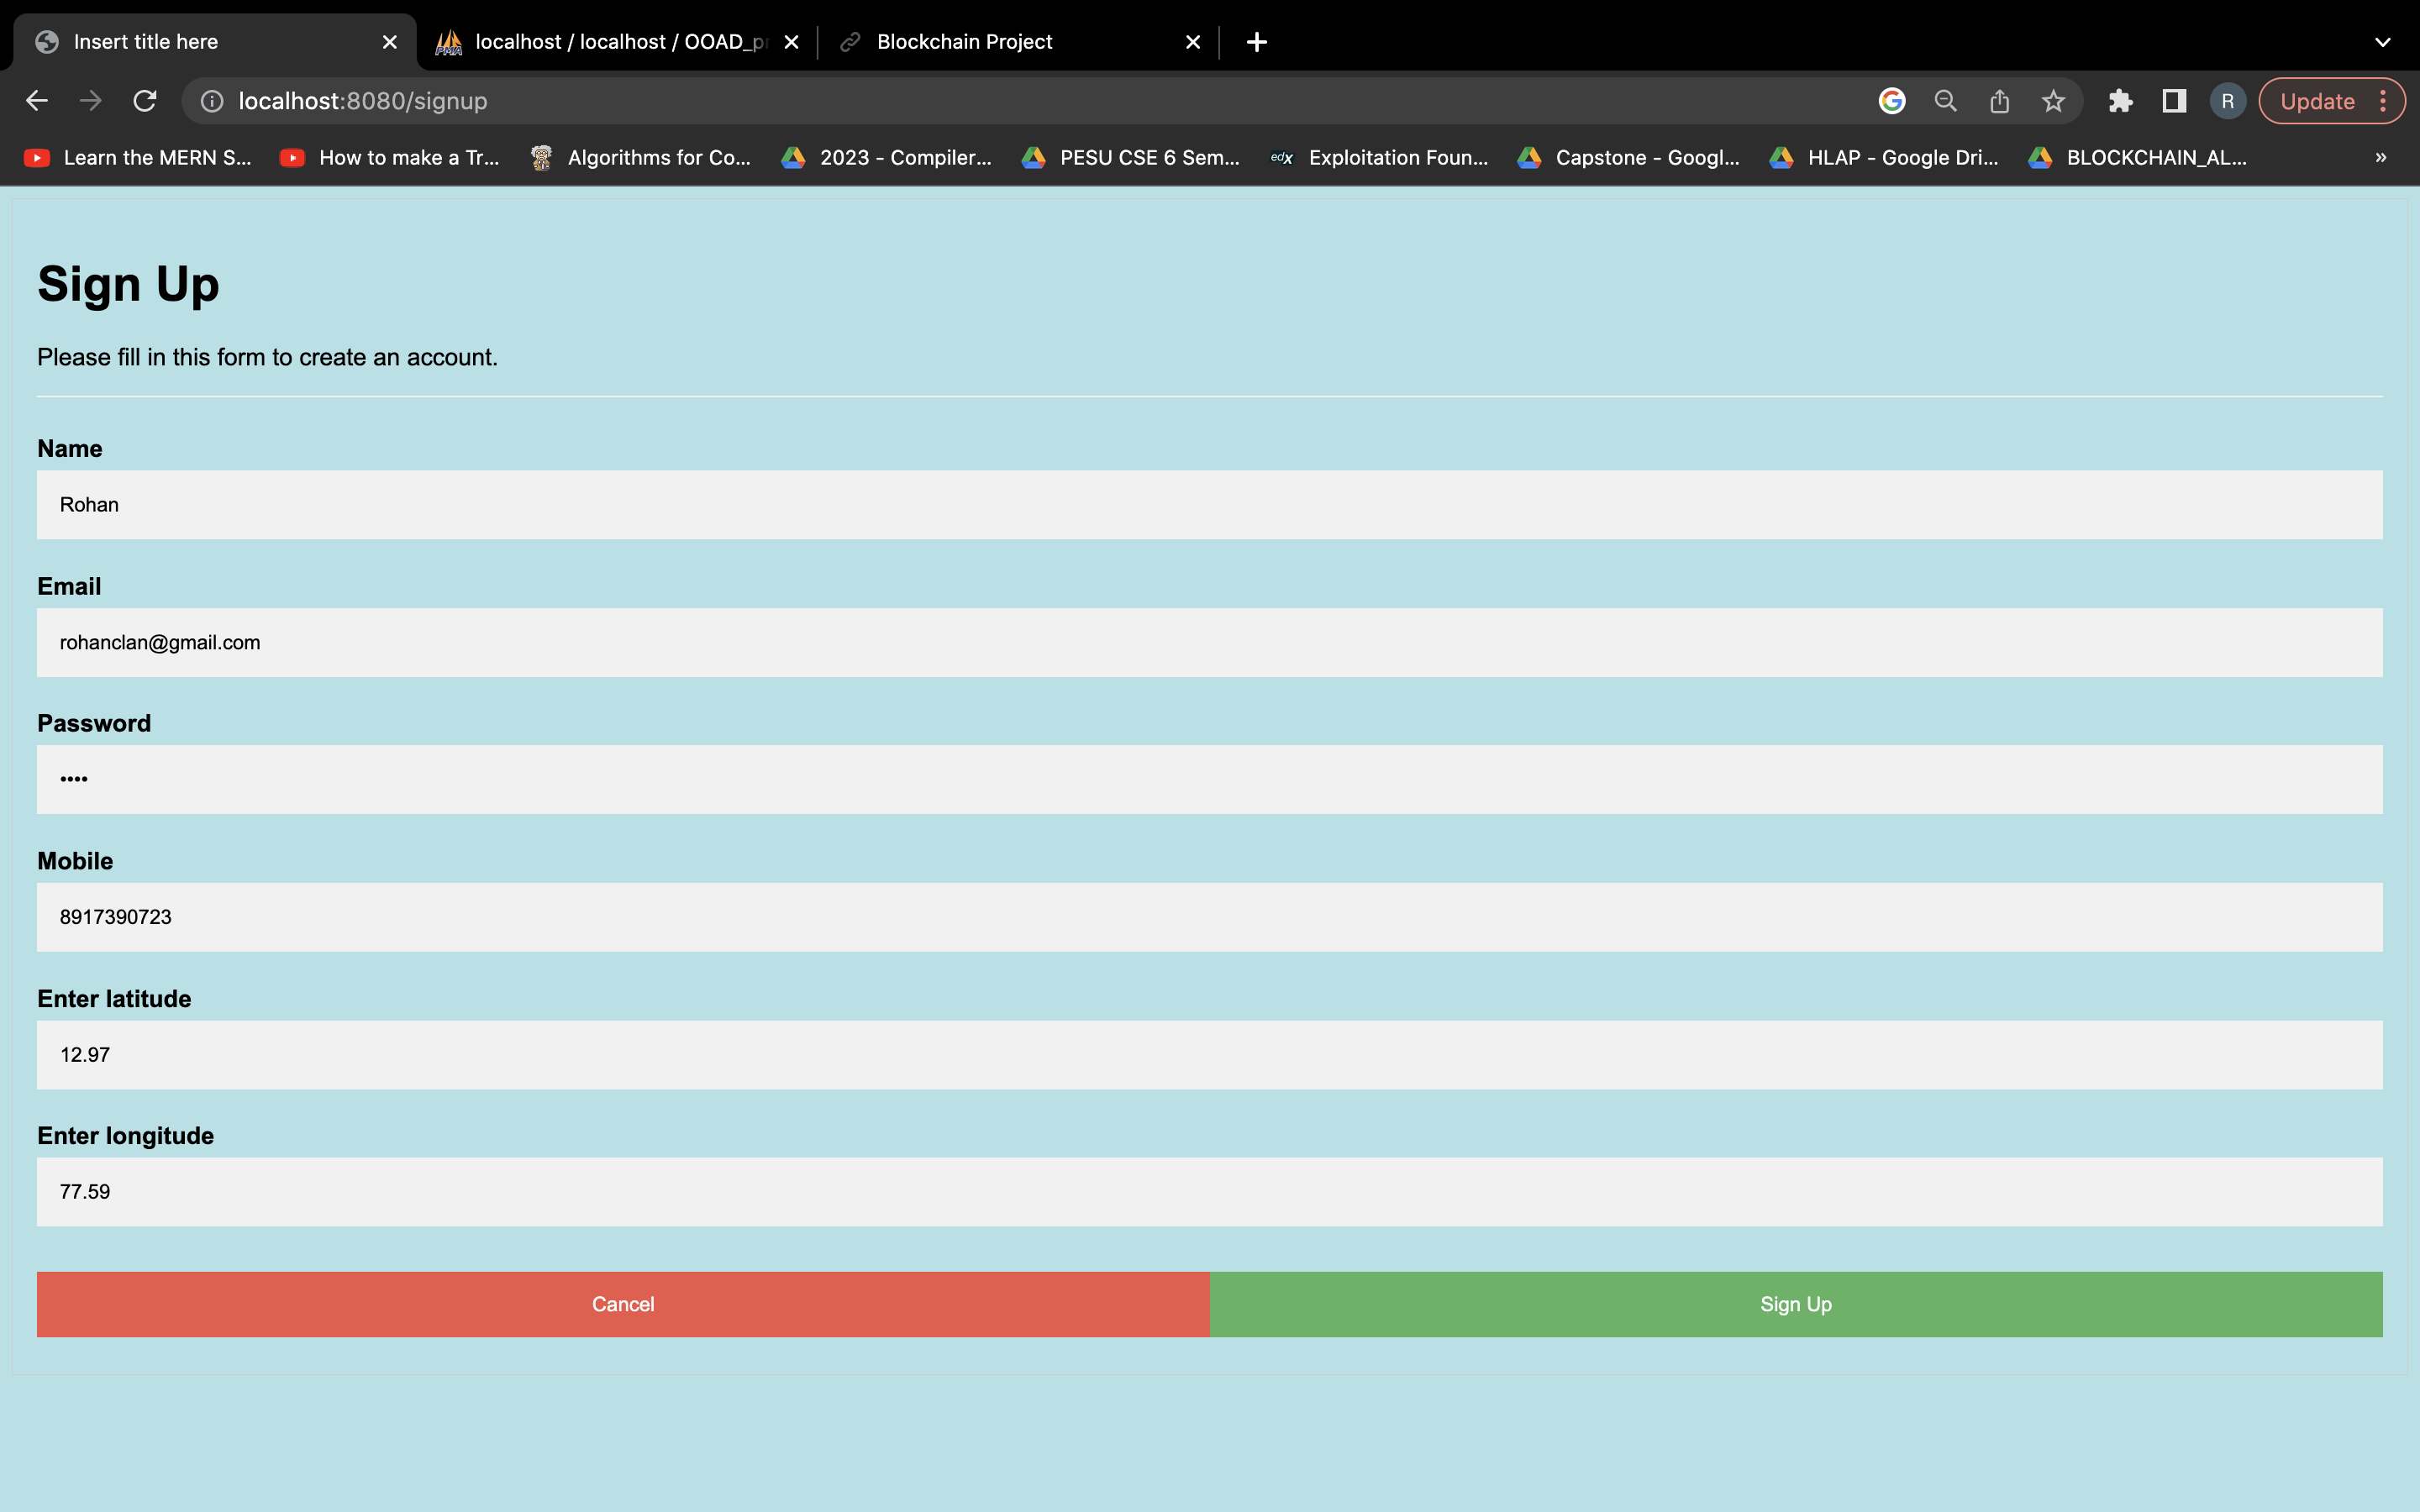 Insert title here
localhost / localhost / OOAD_pr
Blockchain Project
localhost:8080/signup
R
Update
Learn the MERN S...
How to make a Tr...
Algorithms for Co...
2023 - Compiler...
PESU CSE 6 Sem...
edX
Exploitation Foun...
Capstone - Googl...
HLAP - Google Dri...
BLOCKCHAIN_AL...
»
Sign Up
Please fill in this form to create an account.
Name
Rohan
Email
rohanclan@gmail.com
Password
••••
Mobile
8917390723
Enter latitude
12.97
Enter longitude
77.59
Cancel
Sign Up